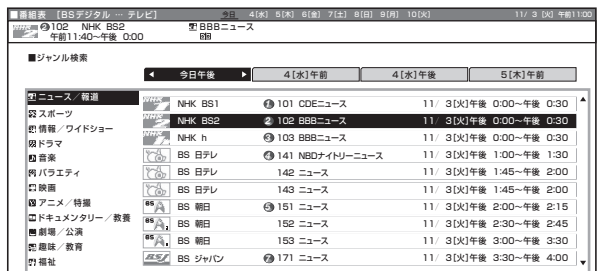 ■番組表 [BSデジタル … テレビ] 今日 4[水] 5[木] 6[金] 7[土] 8[日] 9[月] 10[火] 11/ 3 [火] 午前11:00
②102 NHK BS2 BBBニュース
午前11:40～午後 0:00
■ジャンル検索
◀ 今日午後 ▶ 4[水]午前 4[水]午後 5[木]午前
ニュース/報道
スポーツ
情報/ワイドショー
ドラマ
音楽
バラエティ
映画
アニメ/特撮
ドキュメンタリー/教養
劇場/公演
趣味/教育
福祉
NHK BS1 ① 101 CDEニュース 11/ 3[火]午後 0:00～午後 0:30
NHK BS2 ② 102 BBBニュース 11/ 3[火]午後 0:00～午後 0:30
NHK h ③ 103 BBBニュース 11/ 3[火]午後 0:00～午後 0:30
BS 日テレ ④ 141 NBDナイトリーニュース 11/ 3[火]午後 1:00～午後 1:30
BS 日テレ 142 ニュース 11/ 3[火]午後 1:45～午後 2:00
BS 日テレ 143 ニュース 11/ 3[火]午後 1:45～午後 2:00
BS 朝日 ⑤ 151 ニュース 11/ 3[火]午後 2:00～午後 2:15
BS 朝日 152 ニュース 11/ 3[火]午後 2:30～午後 2:45
BS 朝日 153 ニュース 11/ 3[火]午後 3:00～午後 3:30
BS ジャパン ⑦ 171 ニュース 11/ 3[火]午後 3:30～午後 4:00